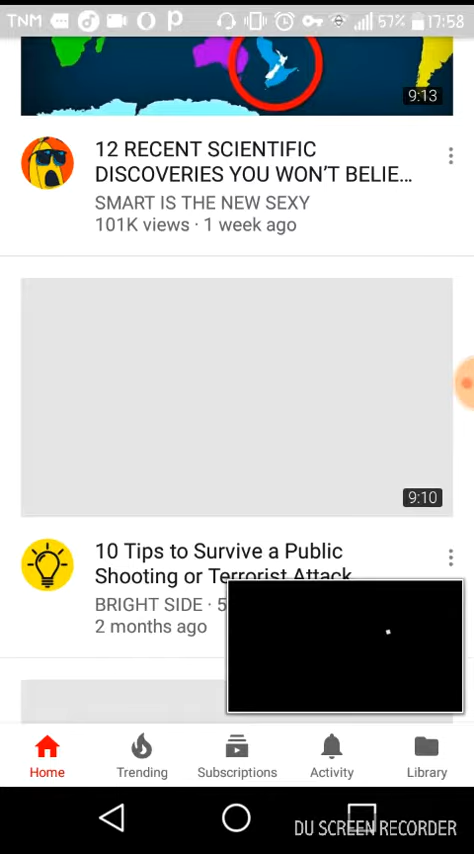 TNM 57% 17:58
9:13
12 RECENT SCIENTIFIC
DISCOVERIES YOU WON'T BELIE...
SMART IS THE NEW SEXY
101K views · 1 week ago
9:10
10 Tips to Survive a Public
Shooting or Terrorist Attack
BRIGHT SIDE · 5
2 months ago
Home Trending Subscriptions Activity Library
DU SCREEN RECORDER